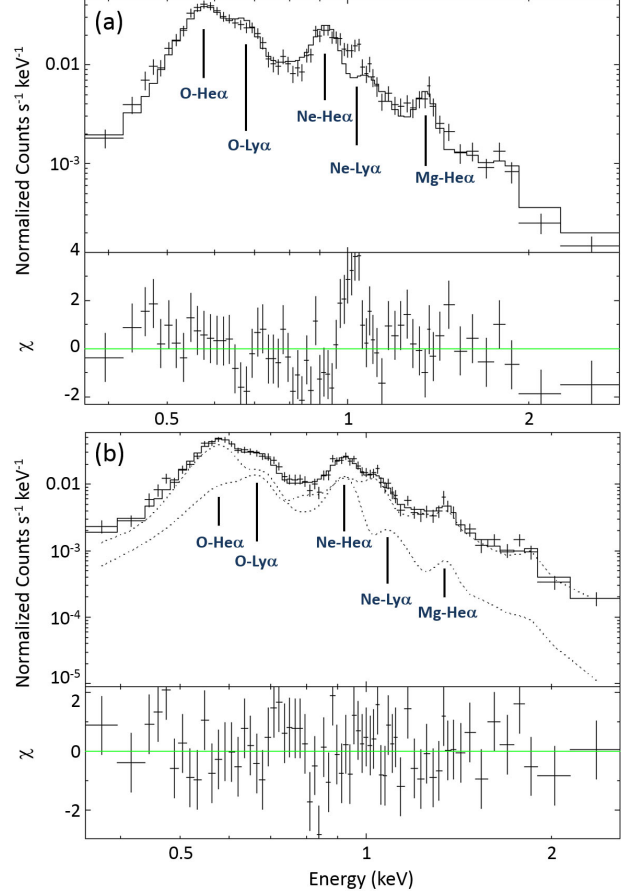 (a)
Normalized Counts s⁻¹ keV⁻¹
0.01
10⁻³
O-Heα
O-Lyα
Ne-Heα
Ne-Lyα
Mg-Heα
4
2
0
-2
χ
0.5
1
2
(b)
Normalized Counts s⁻¹ keV⁻¹
0.01
10⁻³
10⁻⁴
10⁻⁵
O-Heα
O-Lyα
Ne-Heα
Ne-Lyα
Mg-Heα
2
0
-2
χ
0.5
1
2
Energy (keV)